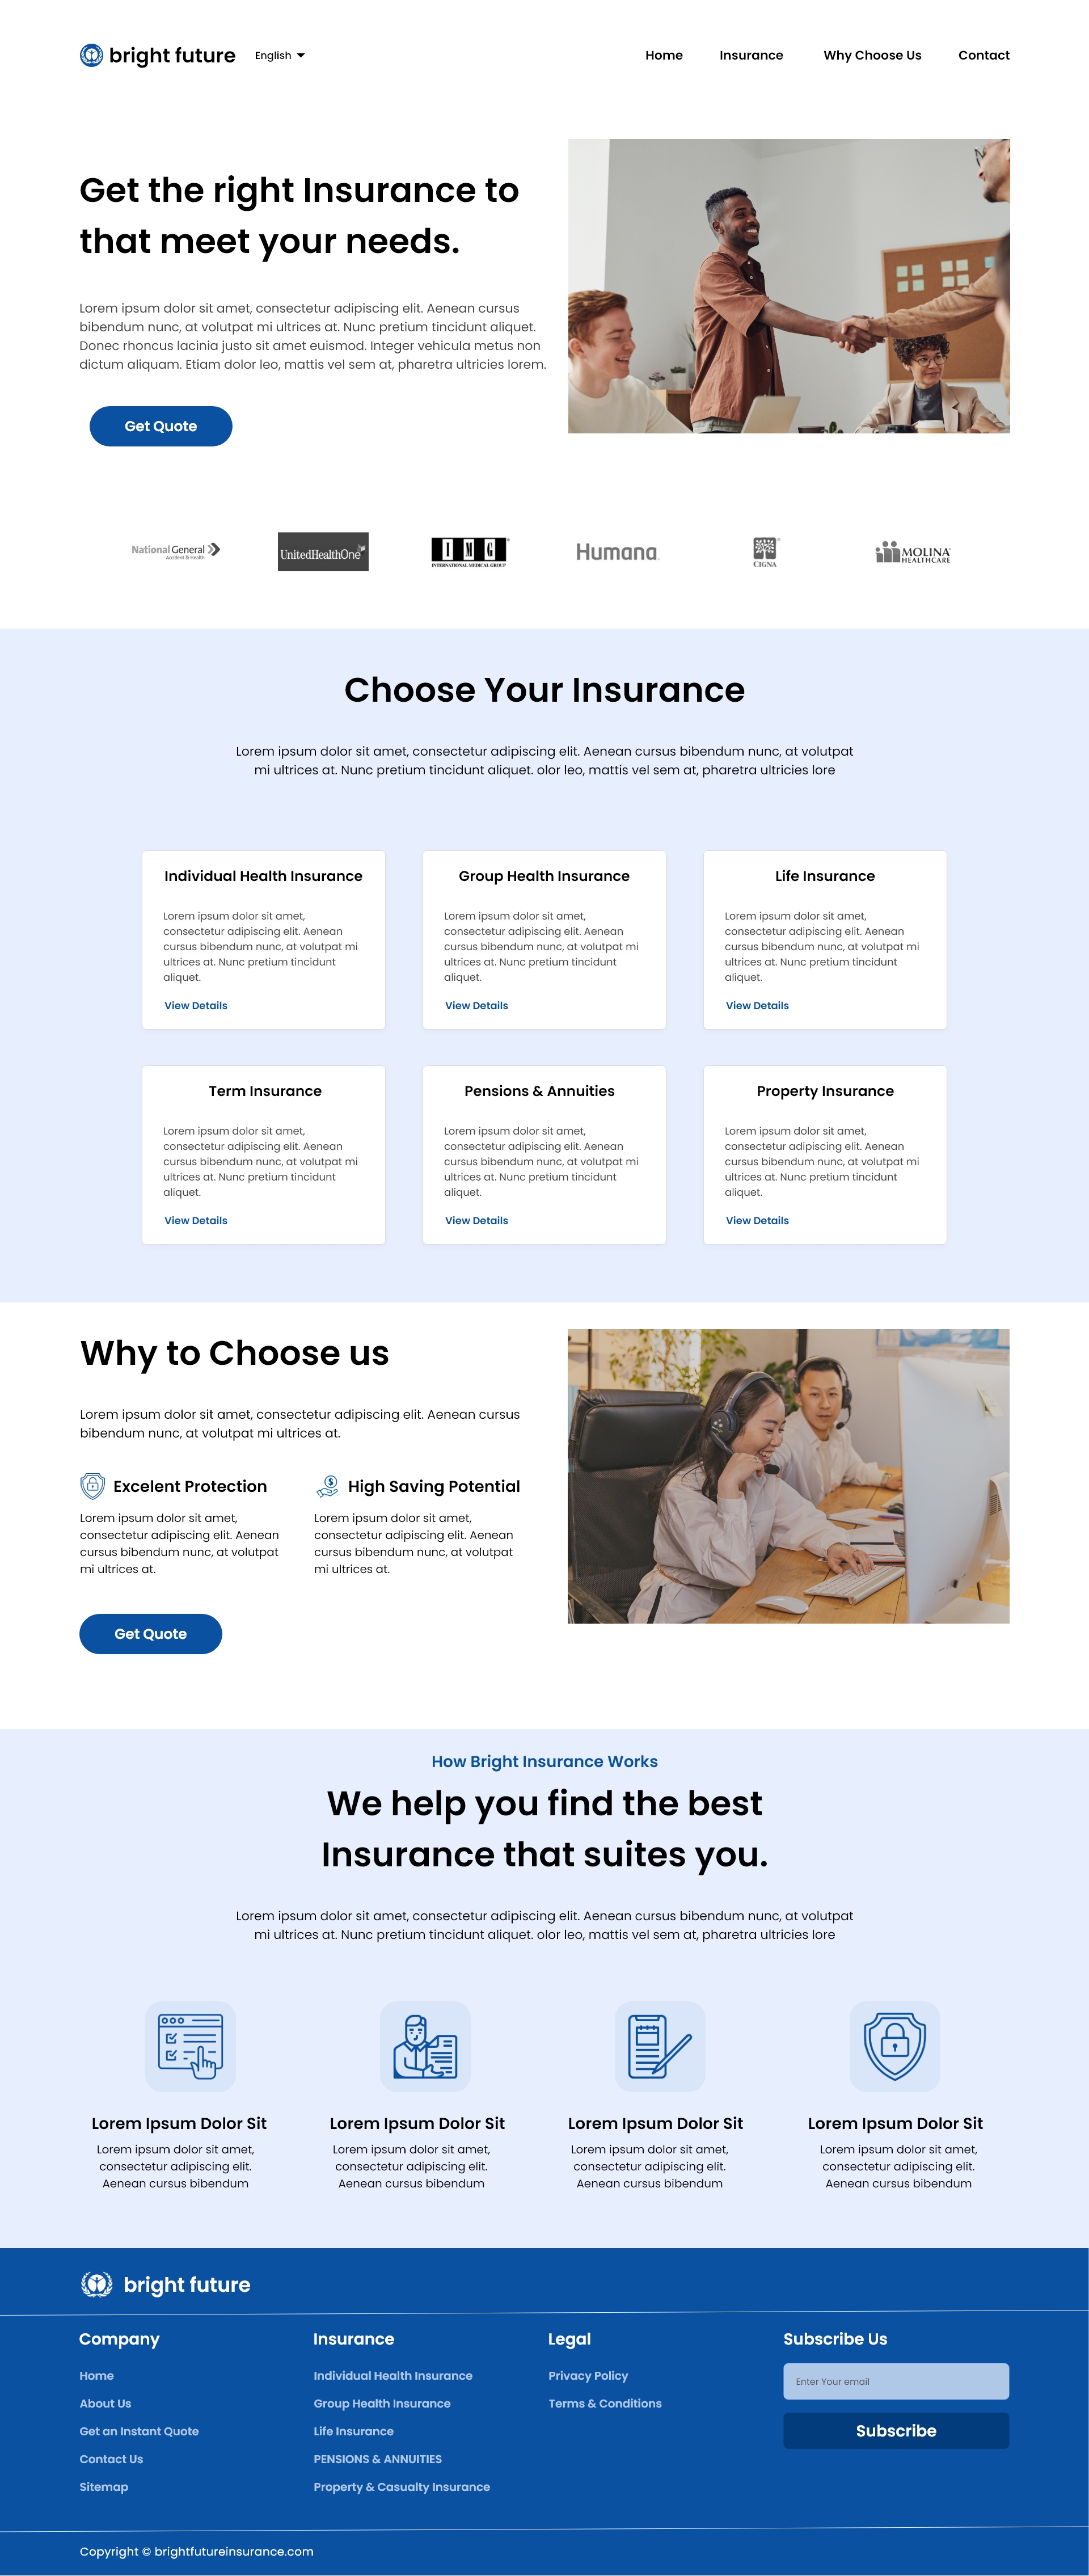 bright future
English
Home
Insurance
Why Choose Us
Contact
Get the right Insurance to
that meet your needs.
Lorem ipsum dolor sit amet, consectetur adipiscing elit. Aenean cursus
bibendum nunc, at volutpat mi ultrices at. Nunc pretium tincidunt aliquet.
Donec rhoncus lacinia justo sit amet euismod. Integer vehicula metus non
dictum aliquam. Etiam dolor leo, mattis vel sem at, pharetra ultricies lorem.
Get Quote
National General
Accident & Health
UnitedHealthOne
IMG
INTERNATIONAL MEDICAL GROUP
Humana.
CIGNA
MOLINA
HEALTHCARE
Choose Your Insurance
Lorem ipsum dolor sit amet, consectetur adipiscing elit. Aenean cursus bibendum nunc, at volutpat
mi ultrices at. Nunc pretium tincidunt aliquet. olor leo, mattis vel sem at, pharetra ultricies lore
Individual Health Insurance
Lorem ipsum dolor sit amet,
consectetur adipiscing elit. Aenean
cursus bibendum nunc, at volutpat mi
ultrices at. Nunc pretium tincidunt
aliquet.
View Details
Group Health Insurance
Lorem ipsum dolor sit amet,
consectetur adipiscing elit. Aenean
cursus bibendum nunc, at volutpat mi
ultrices at. Nunc pretium tincidunt
aliquet.
View Details
Life Insurance
Lorem ipsum dolor sit amet,
consectetur adipiscing elit. Aenean
cursus bibendum nunc, at volutpat mi
ultrices at. Nunc pretium tincidunt
aliquet.
View Details
Term Insurance
Lorem ipsum dolor sit amet,
consectetur adipiscing elit. Aenean
cursus bibendum nunc, at volutpat mi
ultrices at. Nunc pretium tincidunt
aliquet.
View Details
Pensions & Annuities
Lorem ipsum dolor sit amet,
consectetur adipiscing elit. Aenean
cursus bibendum nunc, at volutpat mi
ultrices at. Nunc pretium tincidunt
aliquet.
View Details
Property Insurance
Lorem ipsum dolor sit amet,
consectetur adipiscing elit. Aenean
cursus bibendum nunc, at volutpat mi
ultrices at. Nunc pretium tincidunt
aliquet.
View Details
Why to Choose us
Lorem ipsum dolor sit amet, consectetur adipiscing elit. Aenean cursus
bibendum nunc, at volutpat mi ultrices at.
Excelent Protection
Lorem ipsum dolor sit amet,
consectetur adipiscing elit. Aenean
cursus bibendum nunc, at volutpat
mi ultrices at.
High Saving Potential
Lorem ipsum dolor sit amet,
consectetur adipiscing elit. Aenean
cursus bibendum nunc, at volutpat
mi ultrices at.
Get Quote
How Bright Insurance Works
We help you find the best
Insurance that suites you.
Lorem ipsum dolor sit amet, consectetur adipiscing elit. Aenean cursus bibendum nunc, at volutpat
mi ultrices at. Nunc pretium tincidunt aliquet. olor leo, mattis vel sem at, pharetra ultricies lore
Lorem Ipsum Dolor Sit
Lorem ipsum dolor sit amet,
consectetur adipiscing elit.
Aenean cursus bibendum
Lorem Ipsum Dolor Sit
Lorem ipsum dolor sit amet,
consectetur adipiscing elit.
Aenean cursus bibendum
Lorem Ipsum Dolor Sit
Lorem ipsum dolor sit amet,
consectetur adipiscing elit.
Aenean cursus bibendum
Lorem Ipsum Dolor Sit
Lorem ipsum dolor sit amet,
consectetur adipiscing elit.
Aenean cursus bibendum
bright future
Company
Home
About Us
Get an Instant Quote
Contact Us
Sitemap
Insurance
Individual Health Insurance
Group Health Insurance
Life Insurance
PENSIONS & ANNUITIES
Property & Casualty Insurance
Legal
Privacy Policy
Terms & Conditions
Subscribe Us
Enter Your email
Subscribe
Copyright © brightfutureinsurance.com